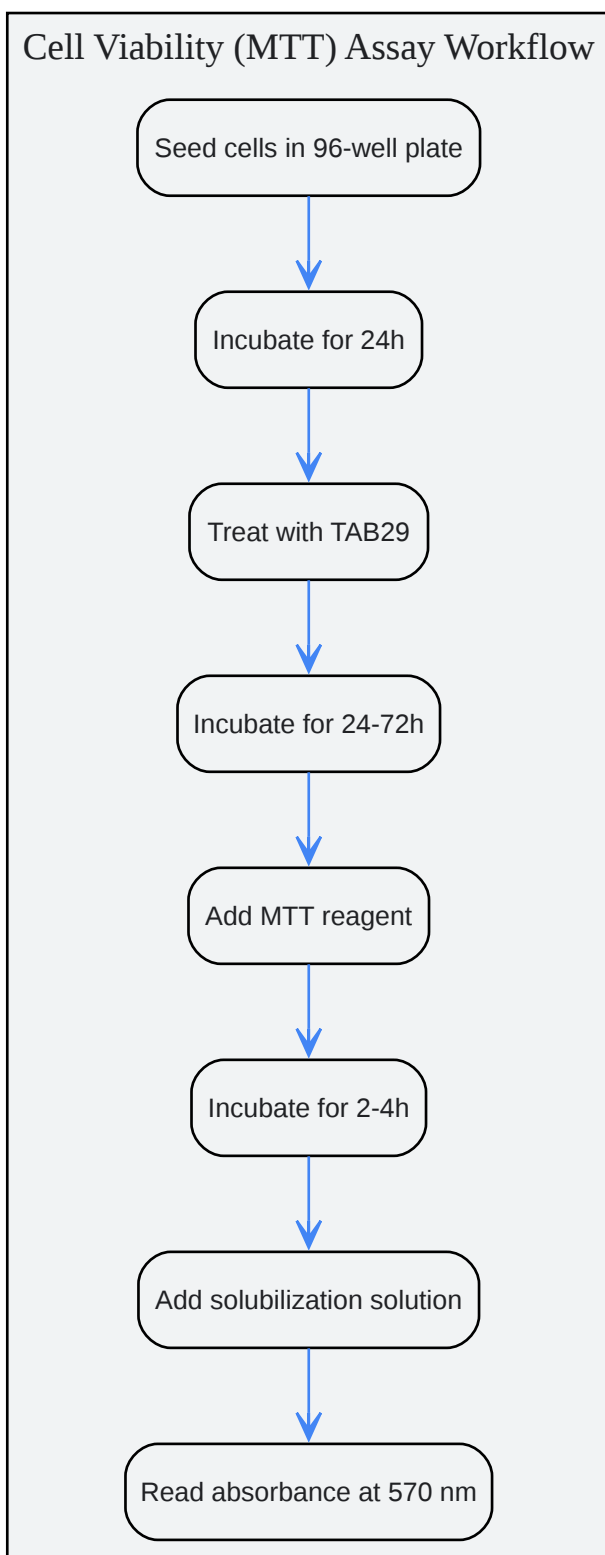 Cell Viability (MTT) Assay Workflow
Seed cells in 96-well plate
Incubate for 24h
Treat with TAB29
Incubate for 24-72h
Add MTT reagent
Incubate for 2-4h
Add solubilization solution
Read absorbance at 570 nm